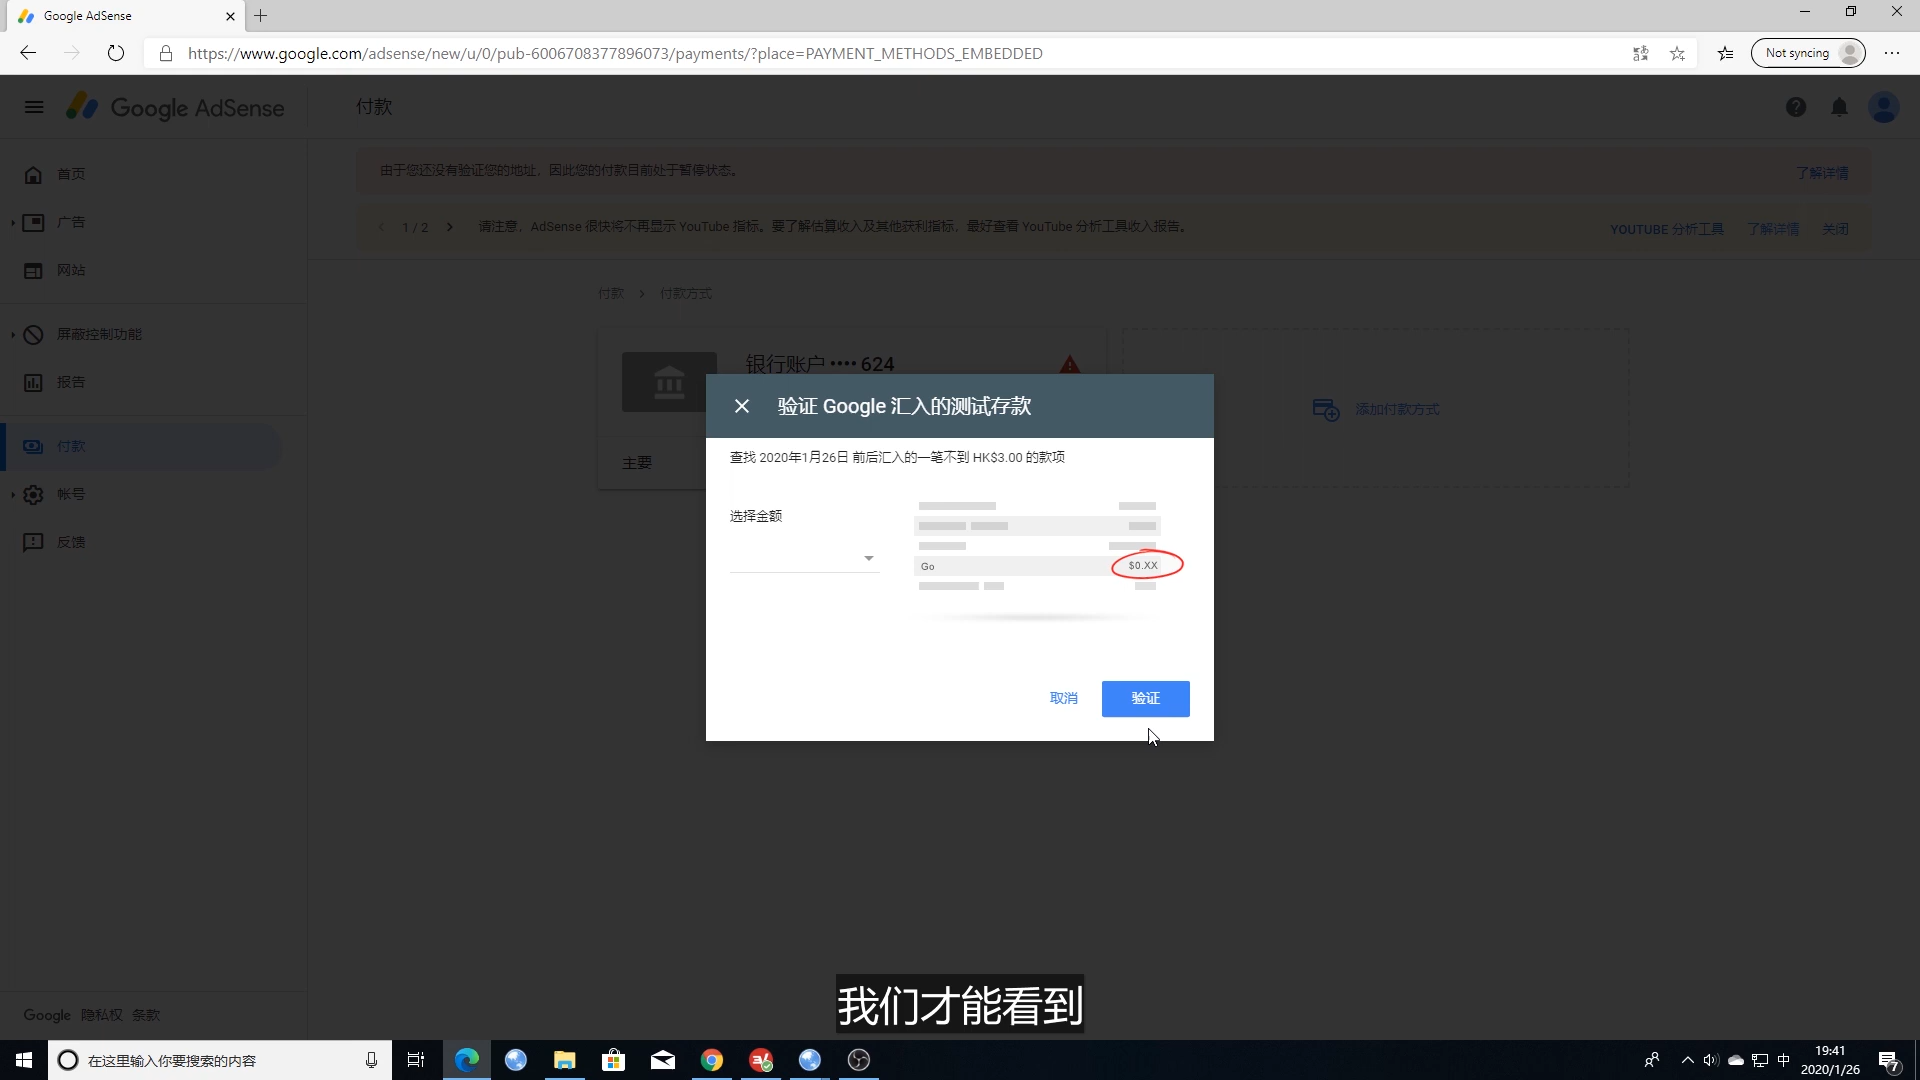 Google AdSense
https://www.google.com/adsense/new/u/0/pub-6006708377896073/payments/?place=PAYMENT_METHODS_EMBEDDED
Not syncing
Google AdSense
付款
首页
广告
网站
屏蔽控制功能
报告
付款
帐号
反馈
由于您还没有验证您的地址，因此您的付款目前处于暂停状态。
了解详情
1 / 2
请注意，AdSense 很快将不再显示 YouTube 指标。要了解估算收入及其他获利指标，最好查看 YouTube 分析工具收入报告。
YOUTUBE 分析工具 了解详情 关闭
付款 › 付款方式
银行账户 •••• 624
主要
添加付款方式
验证 Google 汇入的测试存款
查找 2020年1月26日 前后汇入的一笔不到 HK$3.00 的款项
选择金额
Go $0.XX
取消
验证
Google 隐私权 条款
我们才能看到
在这里输入你要搜索的内容
中
19:41
2020/1/26
7